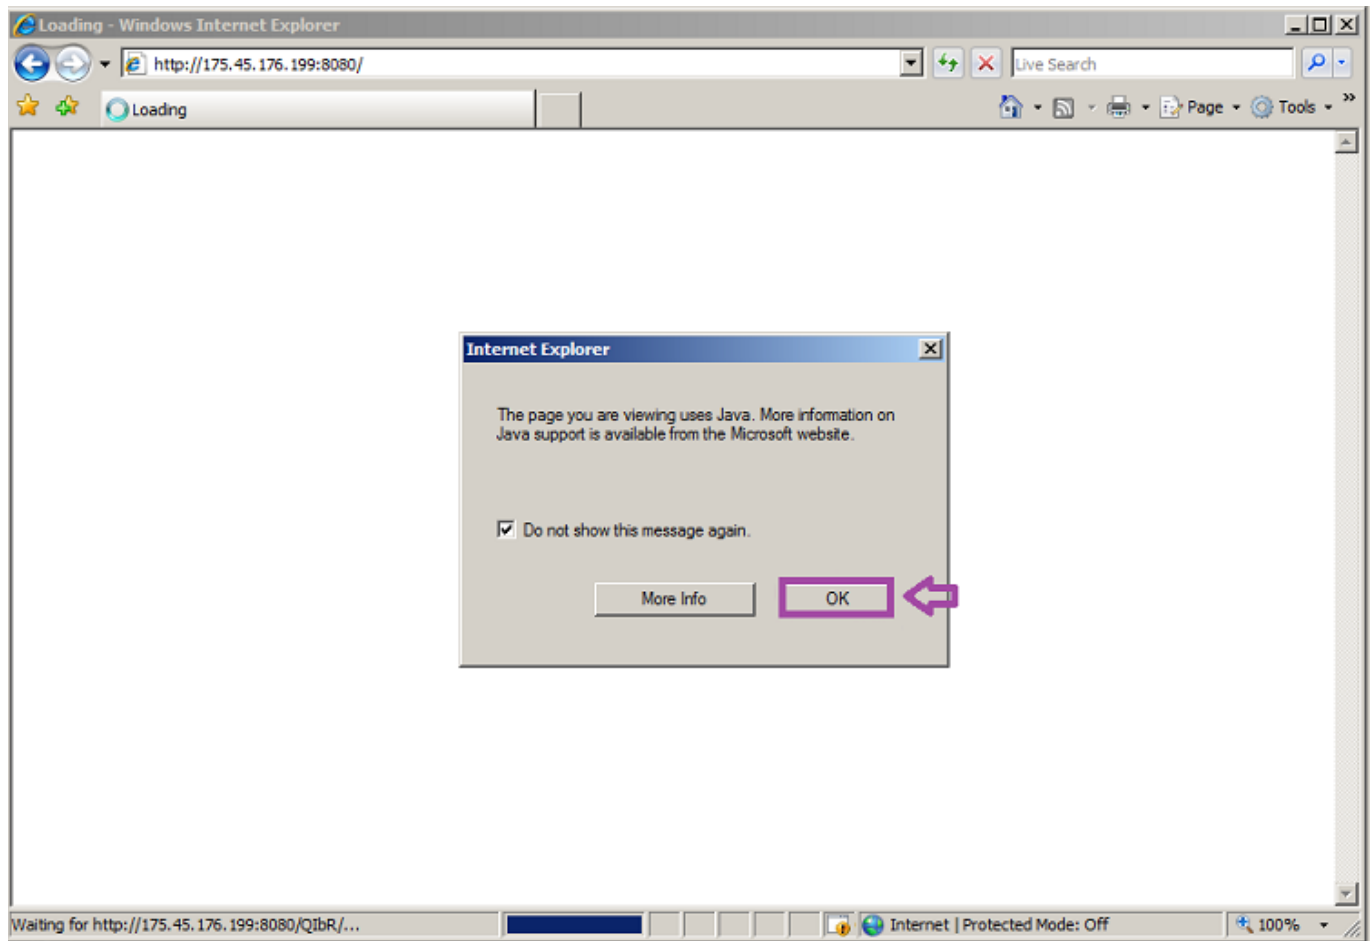 Loading - Windows Internet Explorer
http://175.45.176.199:8080/
Live Search
Loading
Page
Tools
Internet Explorer
The page you are viewing uses Java. More information on
Java support is available from the Microsoft website.
Do not show this message again.
More Info
OK
Waiting for http://175.45.176.199:8080/QIbR/...
Internet | Protected Mode: Off
100%